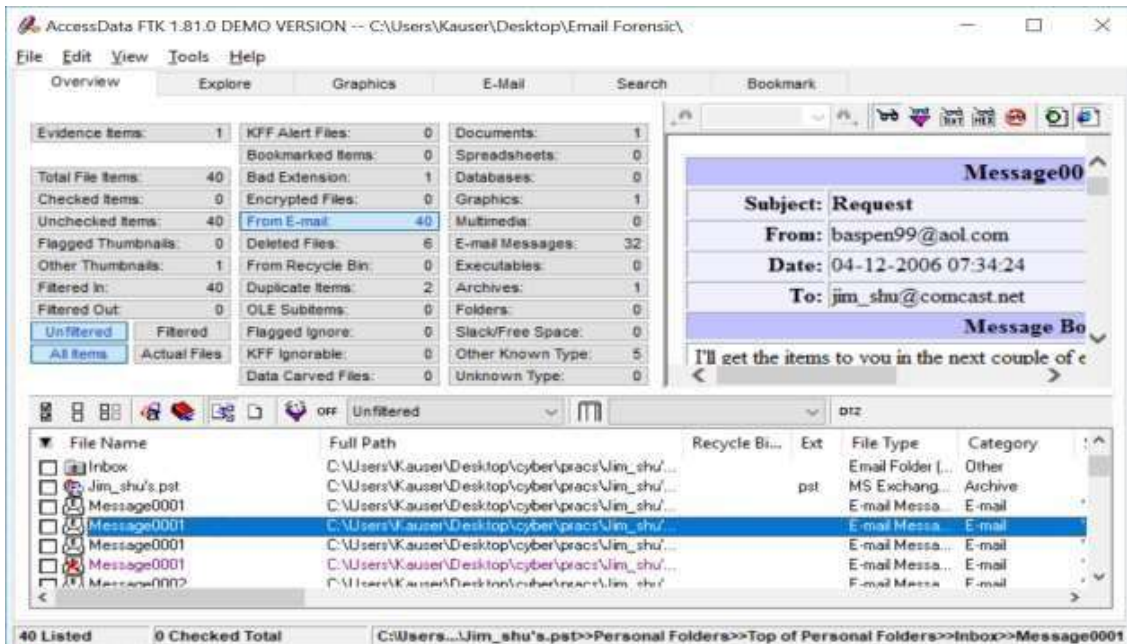 AccessData FTK 1.81.0 DEMO VERSION -- C:\Users\Kauser\Desktop\Email Forensic\
File Edit View Tools Help
Overview Explore Graphics E-Mail Search Bookmark
Evidence Items: 1 KFF Alert Files: 0 Documents: 1
Bookmarked Items: 0 Spreadsheets: 0
Total File Items: 40 Bad Extension: 1 Databases: 0
Checked Items: 0 Encrypted Files: 0 Graphics: 1
Unchecked Items: 40 From E-mail: 40 Multimedia: 0
Flagged Thumbnails: 0 Deleted Files: 6 E-mail Messages: 32
Other Thumbnails: 1 From Recycle Bin: 0 Executables: 0
Filtered In: 40 Duplicate Items: 2 Archives: 1
Filtered Out: 0 OLE Subitems: 0 Folders: 0
Unfiltered Filtered Flagged Ignore: 0 Slack/Free Space: 0
All Items Actual Files KFF Ignorable: 0 Other Known Type: 5
Data Carved Files: 0 Unknown Type: 0
Message00
Subject: Request
From: baspen99@aol.com
Date: 04-12-2006 07:34:24
To: jim_shu@comcast.net
Message Bo
I'll get the items to you in the next couple of
OFF Unfiltered DTZ
File Name Full Path Recycle Bi... Ext File Type Category
Inbox C:\Users\Kauser\Desktop\cyber\pracs\Jim_shu'... Email Folder (... Other
Jim_shu's.pst C:\Users\Kauser\Desktop\cyber\pracs\Jim_shu'... pst MS Exchang... Archive
Message0001 C:\Users\Kauser\Desktop\cyber\pracs\Jim_shu'... E-mail Messa... E-mail
Message0001 C:\Users\Kauser\Desktop\cyber\pracs\Jim_shu'... E-mail Messa... E-mail
Message0001 C:\Users\Kauser\Desktop\cyber\pracs\Jim_shu'... E-mail Messa... E-mail
Message0001 C:\Users\Kauser\Desktop\cyber\pracs\Jim_shu'... E-mail Messa... E-mail
Message0002 C:\Users\Kauser\Desktop\cyber\pracs\Jim_shu'... E-mail Messa... E-mail
40 Listed 0 Checked Total C:\Users...\Jim_shu's.pst>>Personal Folders>>Top of Personal Folders>>Inbox>>Message0001